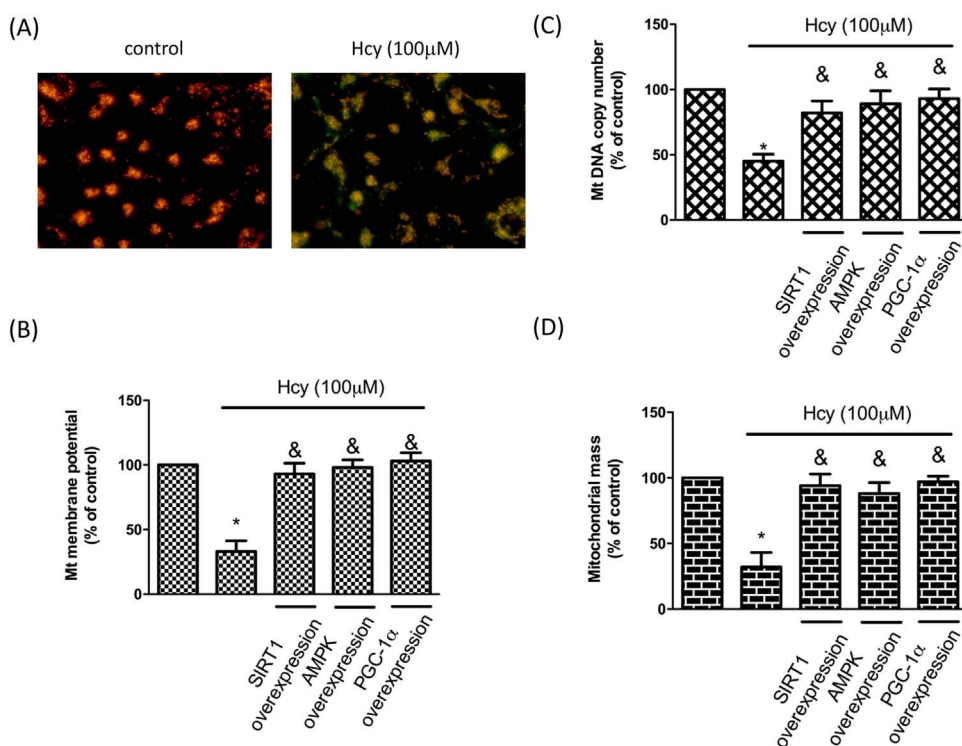 (A)
control
Hcy (100μM)
(B)
Hcy (100μM)
Mt membrane potential
(% of control)
150
100
50
0
*
&
&
&
SIRT1
overexpression
AMPK
overexpression
PGC-1α
overexpression
(C)
Hcy (100μM)
Mt DNA copy number
(% of control)
150
100
50
0
*
&
&
&
SIRT1
overexpression
AMPK
overexpression
PGC-1α
overexpression
(D)
Hcy (100μM)
Mitochondrial mass
(% of control)
150
100
50
0
*
&
&
&
SIRT1
overexpression
AMPK
overexpression
PGC-1α
overexpression